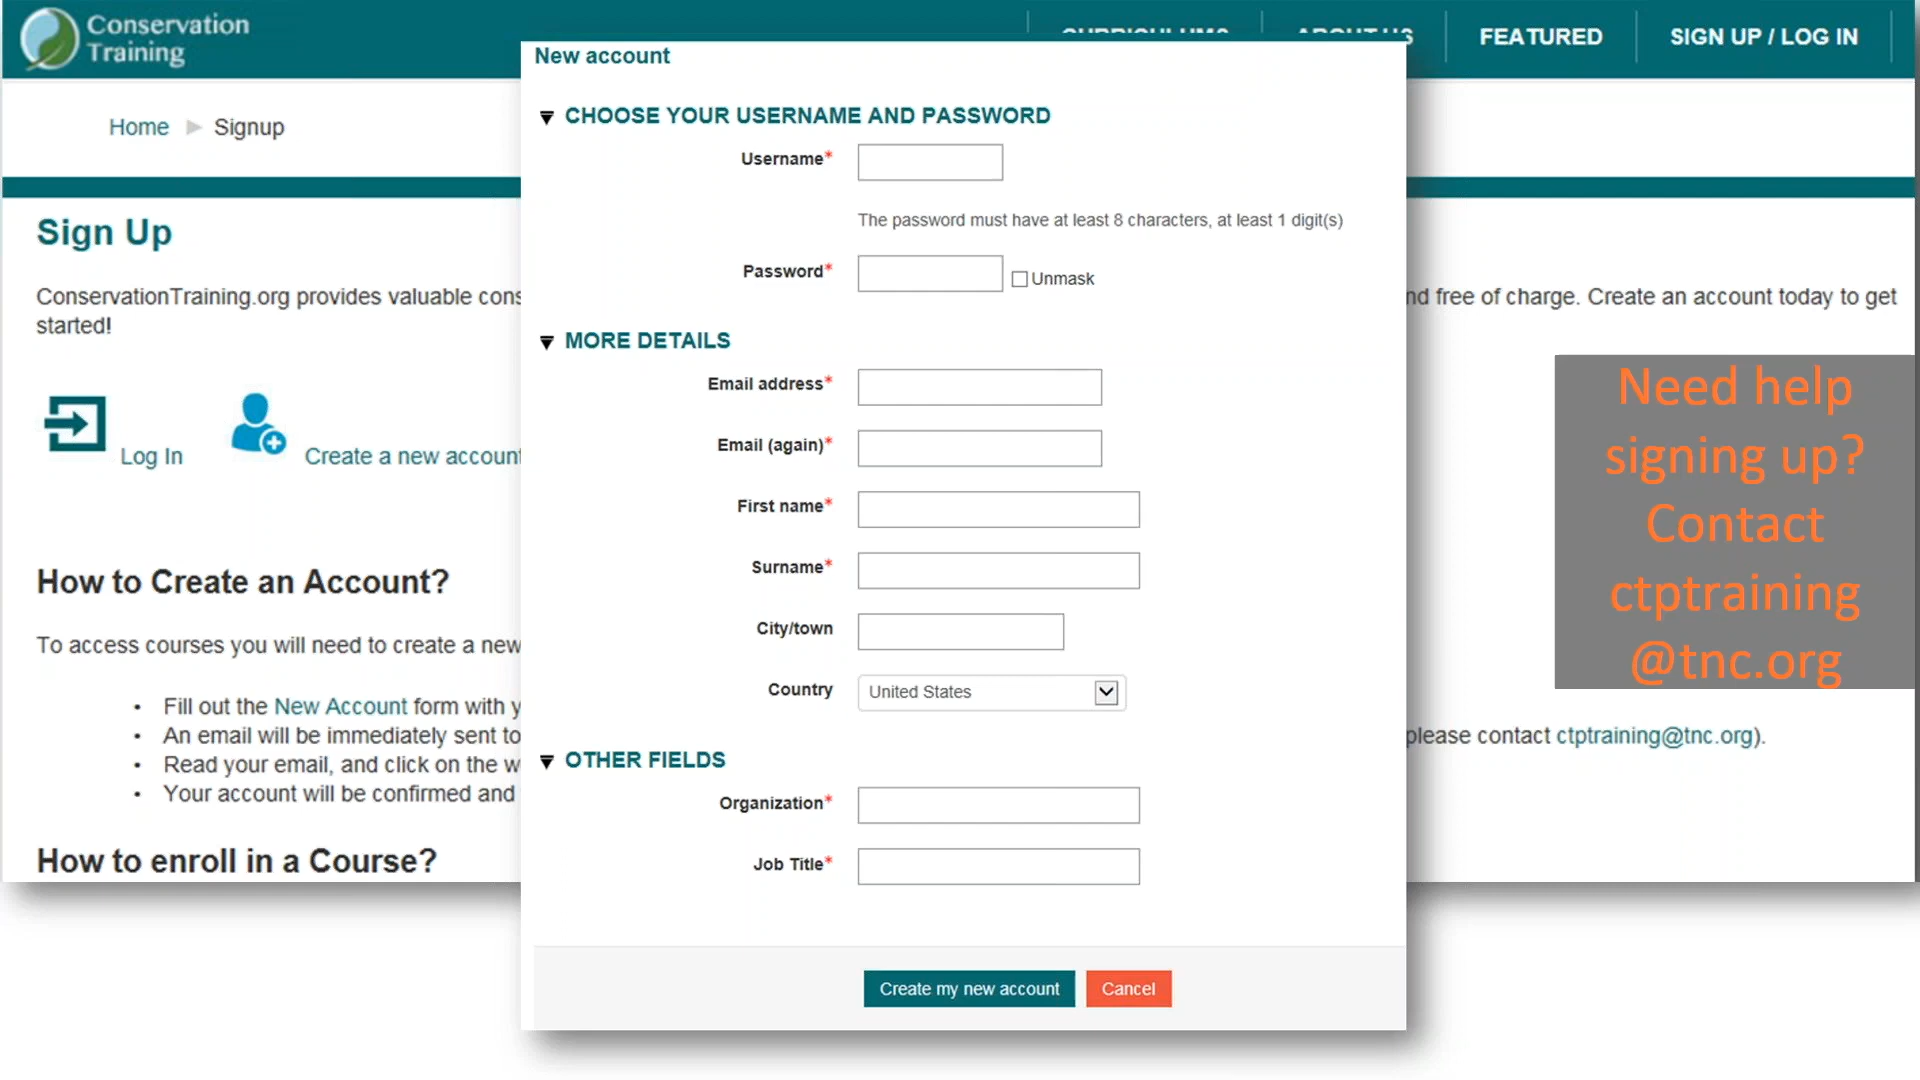 Conservation
Training
FEATURED
SIGN UP / LOG IN
Home
Signup
Sign Up
ConservationTraining.org provides valuable cons
nd free of charge. Create an account today to get
started!
Log In
Create a new account
How to Create an Account?
To access courses you will need to create a new
• Fill out the New Account form with y
• An email will be immediately sent to
please contact ctptraining@tnc.org).
• Read your email, and click on the w
• Your account will be confirmed and
How to enroll in a Course?
New account
CHOOSE YOUR USERNAME AND PASSWORD
Username*
The password must have at least 8 characters, at least 1 digit(s)
Password*
Unmask
MORE DETAILS
Email address*
Email (again)*
First name*
Surname*
City/town
Country
United States
OTHER FIELDS
Organization*
Job Title*
Create my new account
Cancel
Need help
signing up?
Contact
ctptraining
@tnc.org